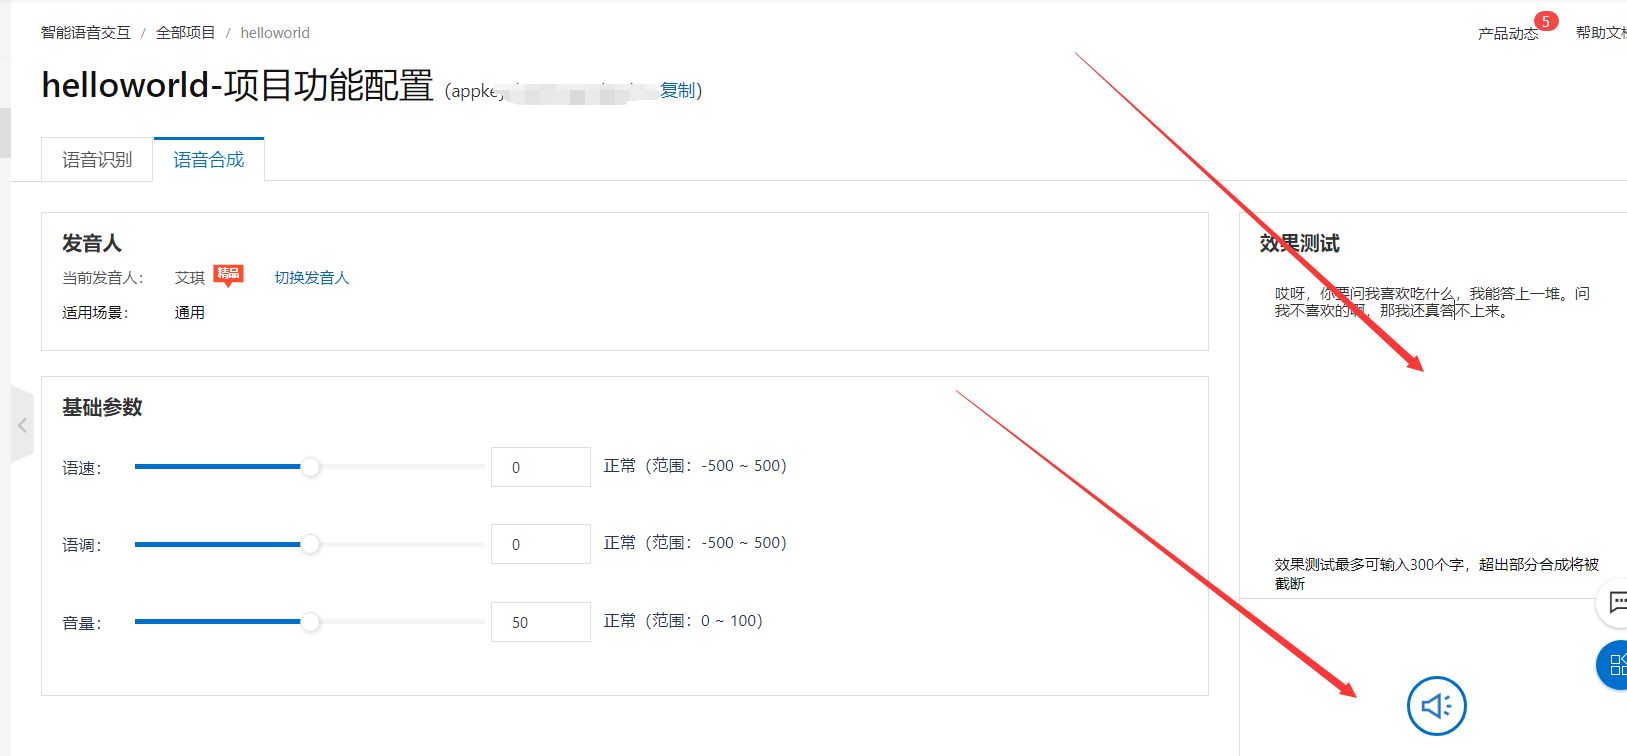 智能语音交互 / 全部项目 / helloworld
产品动态 5 帮助文
helloworld-项目功能配置 (appkey 复制)
语音识别 语音合成
发音人
当前发音人： 艾琪 精品 切换发音人
适用场景： 通用
基础参数
语速： 0 正常（范围：-500 ~ 500）
语调： 0 正常（范围：-500 ~ 500）
音量： 50 正常（范围：0 ~ 100）
效果测试
哎呀，你要问我喜欢吃什么，我能答上一堆。问
我不喜欢的啊，那我还真答不上来。
效果测试最多可输入300个字，超出部分合成将被
截断